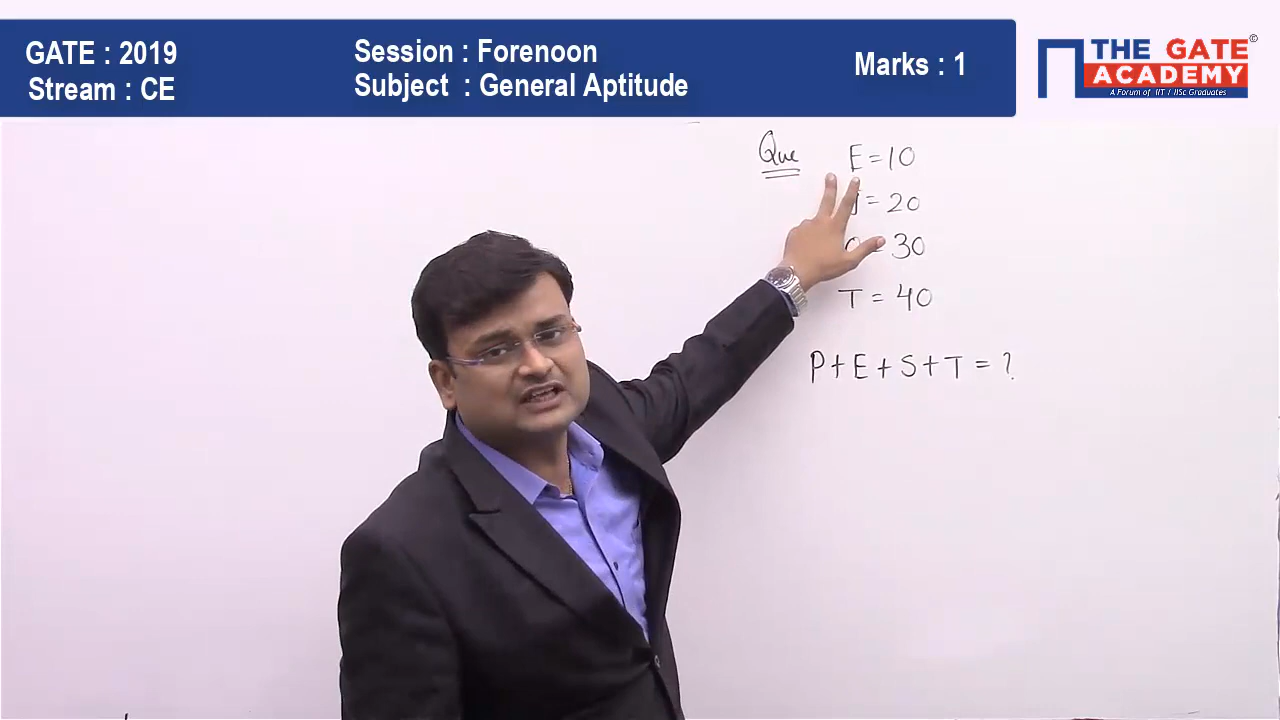 GATE : 2019
Stream : CE
Session : Forenoon
Subject : General Aptitude
Marks : 1
THE GATE
ACADEMY
©
A Forum of IIT / IISc Graduates
Que E=10
= 20
= 30
T = 40
P+E+S+T = ?